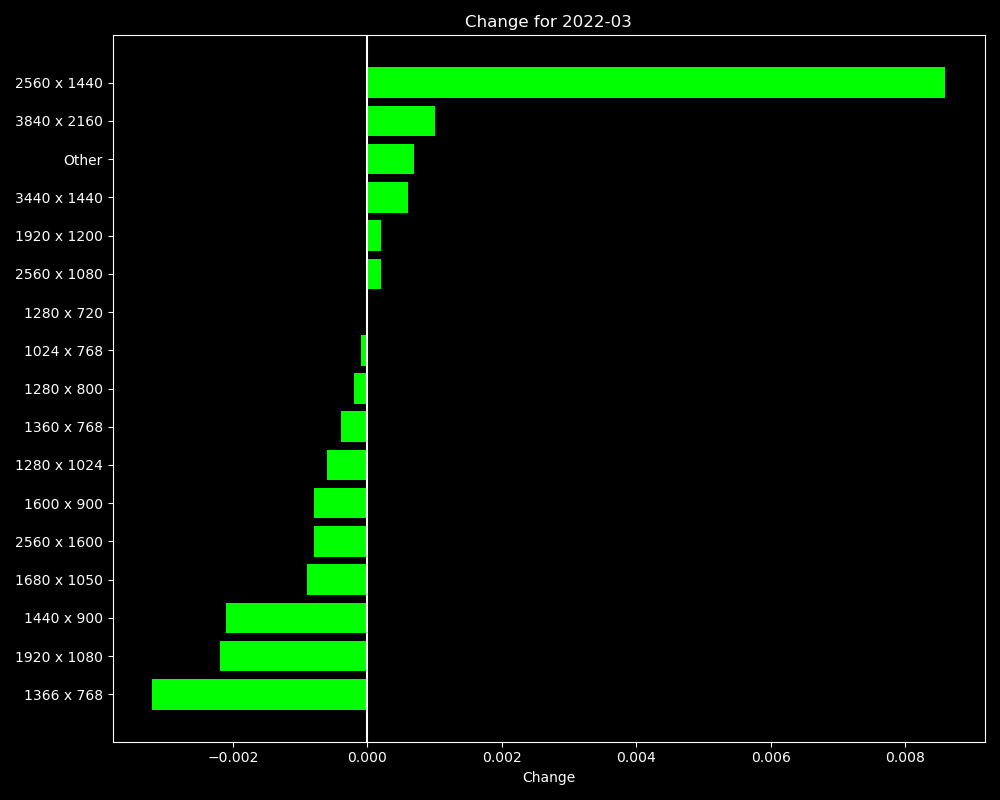 Change for 2022-03
2560 x 1440
3840 x 2160
Other
3440 x 1440
1920 x 1200
2560 x 1080
1280 x 720
1024 x 768
1280 x 800
1360 x 768
1280 x 1024
1600 x 900
2560 x 1600
1680 x 1050
1440 x 900
1920 x 1080
1366 x 768
−0.002 0.000 0.002 0.004 0.006 0.008
Change